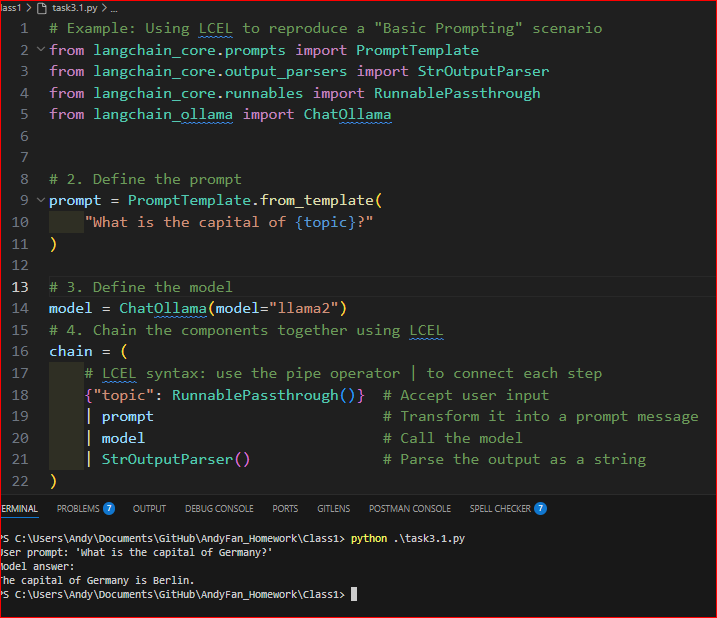 lass1 > task3.1.py > ...
1 # Example: Using LCEL to reproduce a "Basic Prompting" scenario
2 from langchain_core.prompts import PromptTemplate
3 from langchain_core.output_parsers import StrOutputParser
4 from langchain_core.runnables import RunnablePassthrough
5 from langchain_ollama import ChatOllama
6
7
8 # 2. Define the prompt
9 prompt = PromptTemplate.from_template(
10     "What is the capital of {topic}?"
11 )
12
13 # 3. Define the model
14 model = ChatOllama(model="llama2")
15 # 4. Chain the components together using LCEL
16 chain = (
17     # LCEL syntax: use the pipe operator | to connect each step
18     {"topic": RunnablePassthrough()}  # Accept user input
19     | prompt                          # Transform it into a prompt message
20     | model                           # Call the model
21     | StrOutputParser()               # Parse the output as a string
22 )
ERMINAL PROBLEMS 7 OUTPUT DEBUG CONSOLE PORTS GITLENS POSTMAN CONSOLE SPELL CHECKER 7
PS C:\Users\Andy\Documents\GitHub\AndyFan_Homework\Class1> python .\task3.1.py
User prompt: 'What is the capital of Germany?'
Model answer:
The capital of Germany is Berlin.
PS C:\Users\Andy\Documents\GitHub\AndyFan_Homework\Class1>